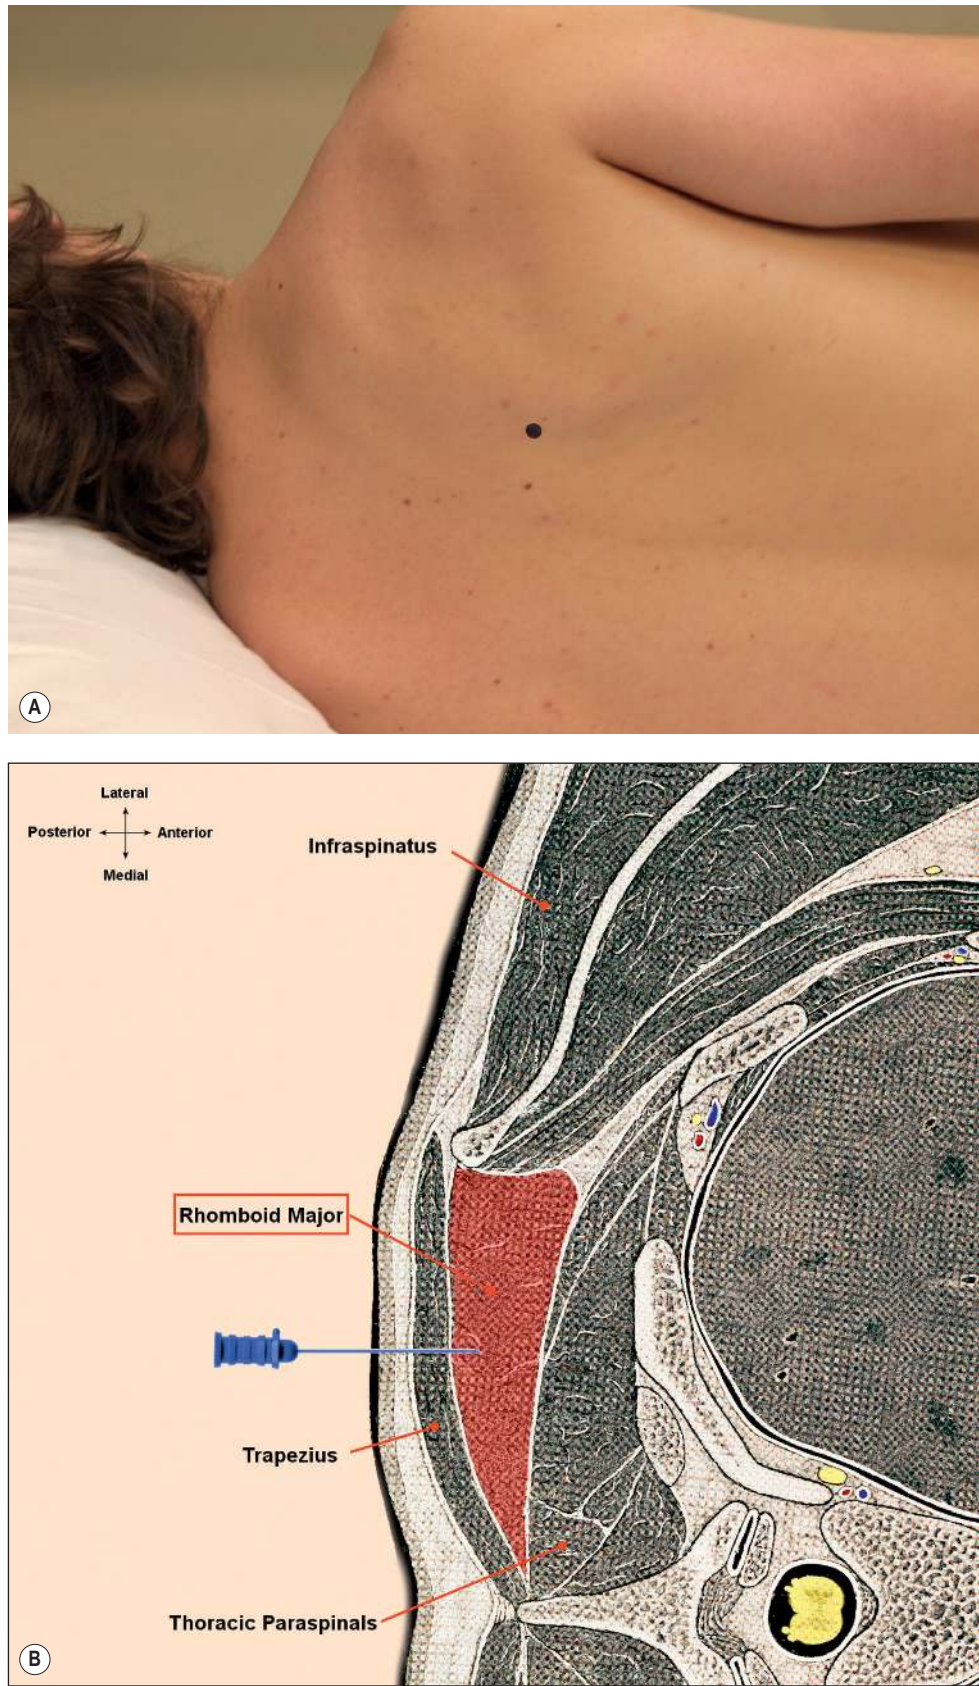 A
Lateral
Posterior Anterior
Medial
Infraspinatus
Rhomboid Major
Trapezius
Thoracic Paraspinals
B